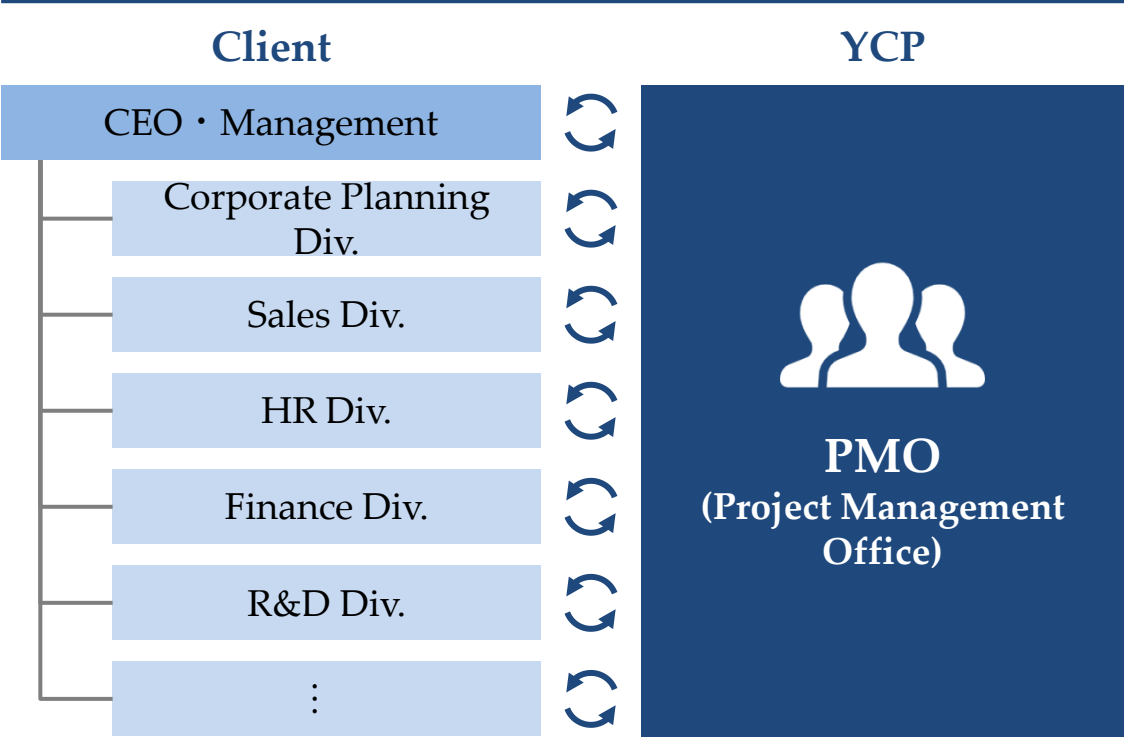 Client
YCP
CEO・Management
Corporate Planning
Div.
Sales Div.
HR Div.
Finance Div.
R&D Div.
⋮
PMO
(Project Management
Office)